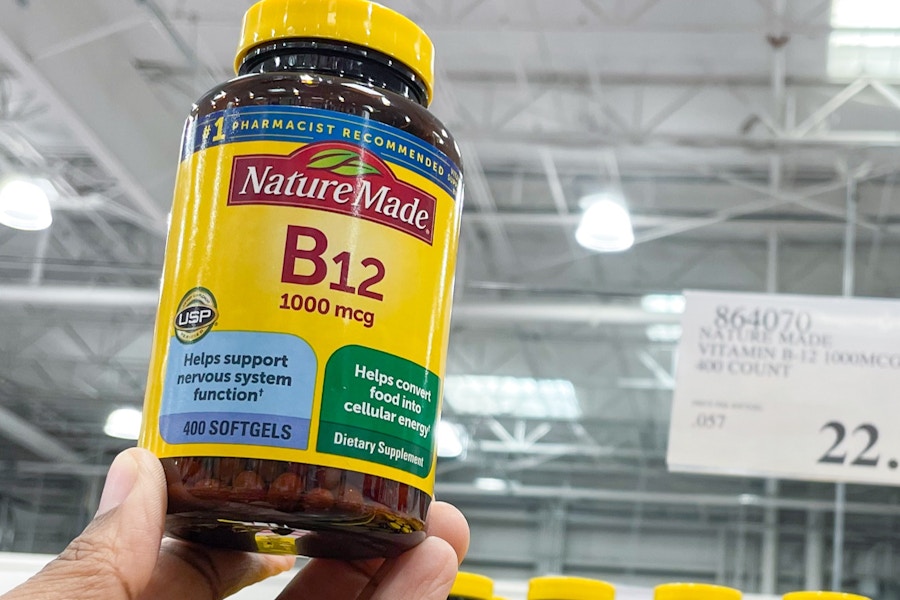 #1 PHARMACIST RECOMMENDED
Nature Made
B12
1000 mcg
USP
Helps support
nervous system
function†
400 SOFTGELS
Helps convert
food into
cellular energy†
Dietary Supplement
864070
NATURE MADE
VITAMIN B-12 1000MCG
400 COUNT
.057
22.